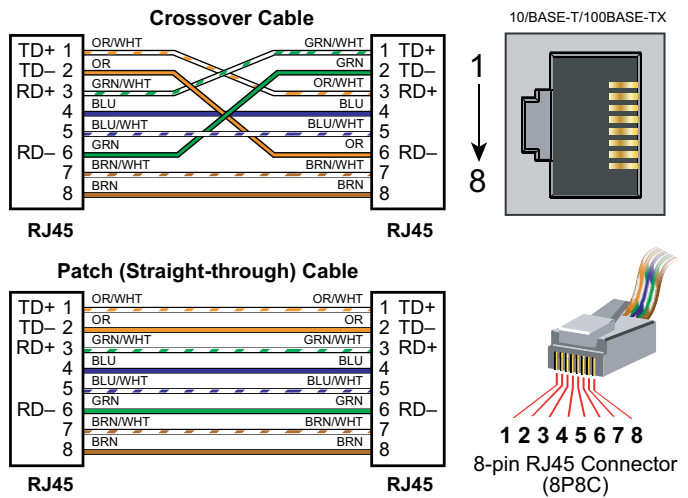 Crossover Cable
TD+ 1 OR/WHT GRN/WHT 1 TD+
TD– 2 OR GRN 2 TD–
RD+ 3 GRN/WHT OR/WHT 3 RD+
4 BLU BLU 4
5 BLU/WHT BLU/WHT 5
RD– 6 GRN OR 6 RD–
7 BRN/WHT BRN/WHT 7
8 BRN BRN 8
RJ45 RJ45
10/BASE-T/100BASE-TX
1
8
Patch (Straight-through) Cable
TD+ 1 OR/WHT OR/WHT 1 TD+
TD– 2 OR OR 2 TD–
RD+ 3 GRN/WHT GRN/WHT 3 RD+
4 BLU BLU 4
5 BLU/WHT BLU/WHT 5
RD– 6 GRN GRN 6 RD–
7 BRN/WHT BRN/WHT 7
8 BRN BRN 8
RJ45 RJ45
1 2 3 4 5 6 7 8
8-pin RJ45 Connector
(8P8C)